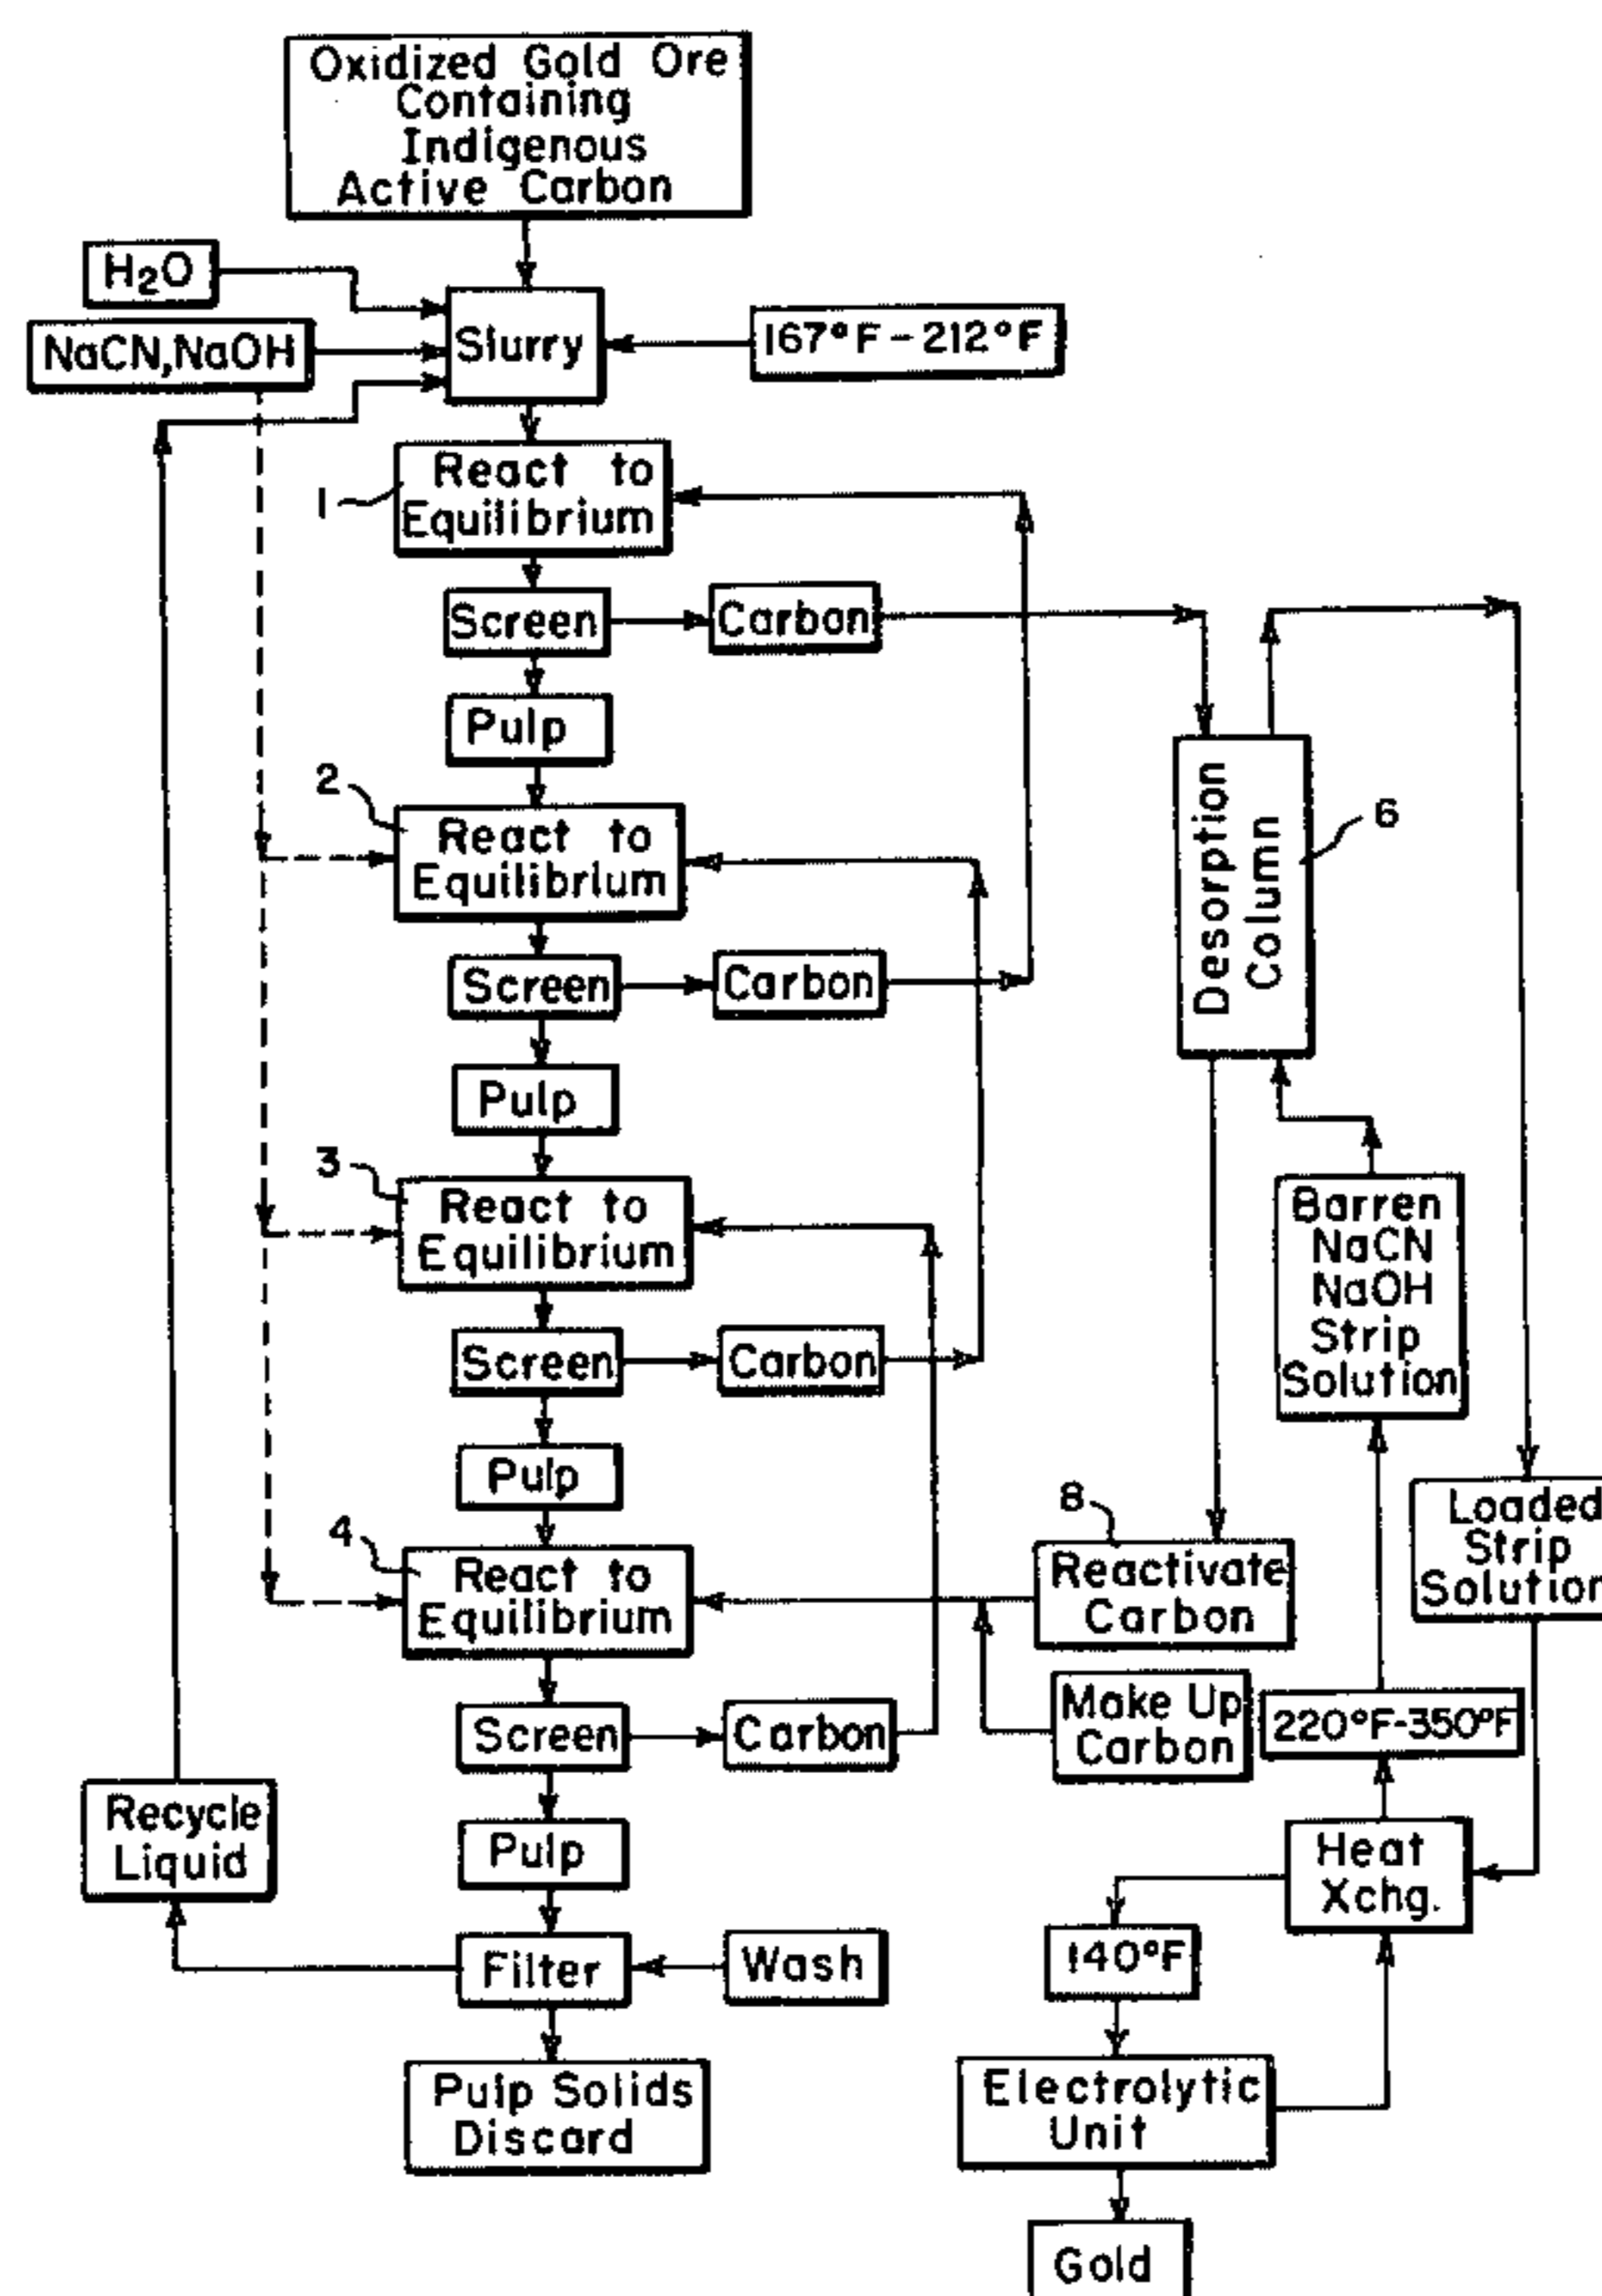 Oxidized Gold Ore
Containing
Indigenous
Active Carbon
H₂O
NaCN,NaOH
Slurry
167°F-212°F
1
React to
Equilibrium
Screen
Carbon
Pulp
2
React to
Equilibrium
Screen
Carbon
Pulp
3
React to
Equilibrium
Screen
Carbon
Pulp
4
React to
Equilibrium
Screen
Carbon
Pulp
Filter
Wash
Pulp Solids
Discard
Recycle
Liquid
Desorption
Column
6
Barren
NaCN
NaOH
Strip
Solution
Loaded
Strip
Solution
8
Reactivate
Carbon
Make Up
Carbon
220°F-350°F
Heat
Xchg.
140°F
Electrolytic
Unit
Gold